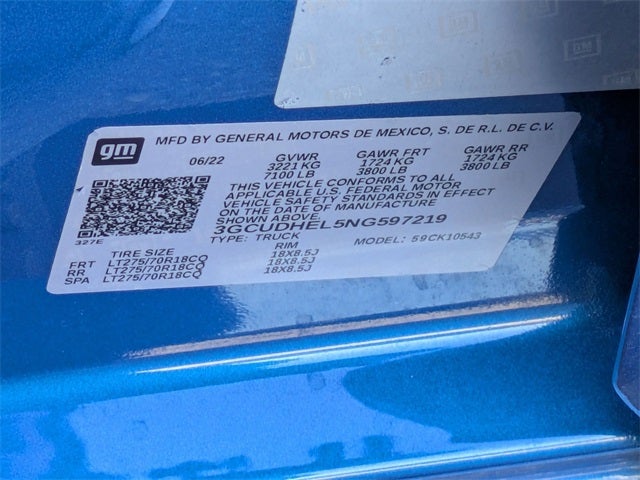 gm
MFD BY GENERAL MOTORS DE MEXICO, S. DE R.L. DE C.V.
06/22 GVWR GAWR FRT GAWR RR
3221 KG 1724 KG 1724 KG
7100 LB 3800 LB 3800 LB
THIS VEHICLE CONFORMS TO ALL
APPLICABLE U.S. FEDERAL MOTOR
VEHICLE SAFETY STANDARDS IN EFFECT
ON THE DATE OF MANUFACTURE
SHOWN ABOVE.
3GCUDHEL5NG597219
327E TYPE: TRUCK MODEL: 59CK10543
TIRE SIZE RIM
FRT LT275/70R18CQ 18X8.5J
RR LT275/70R18CQ 18X8.5J
SPA LT275/70R18CQ 18X8.5J